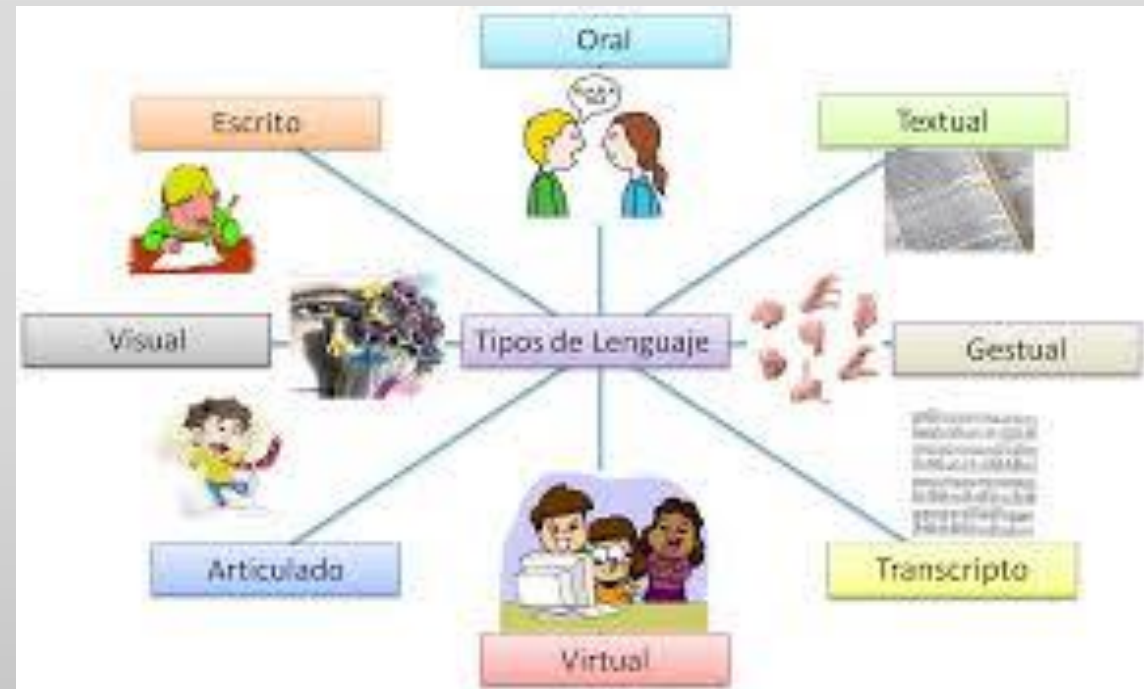 Oral
Escrito
Textual
Visual
Tipos de Lenguaje
Gestual
Articulado
Transcripto
Virtual